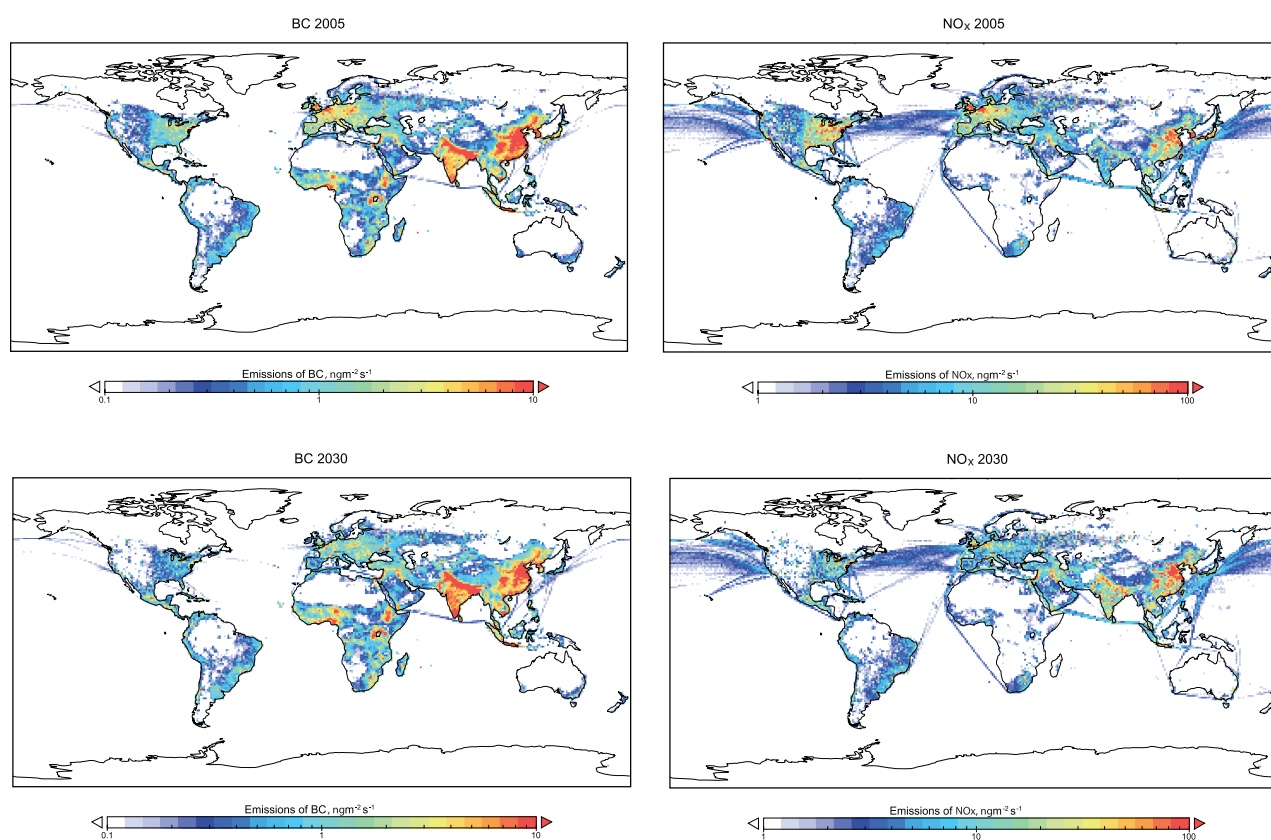 BC 2005
NOX 2005
Emissions of BC, ngm⁻² s⁻¹
0.1 1 10
Emissions of NOx, ngm⁻² s⁻¹
1 10 100
BC 2030
NOX 2030
Emissions of BC, ngm⁻² s⁻¹
0.1 1 10
Emissions of NOx, ngm⁻² s⁻¹
1 10 100